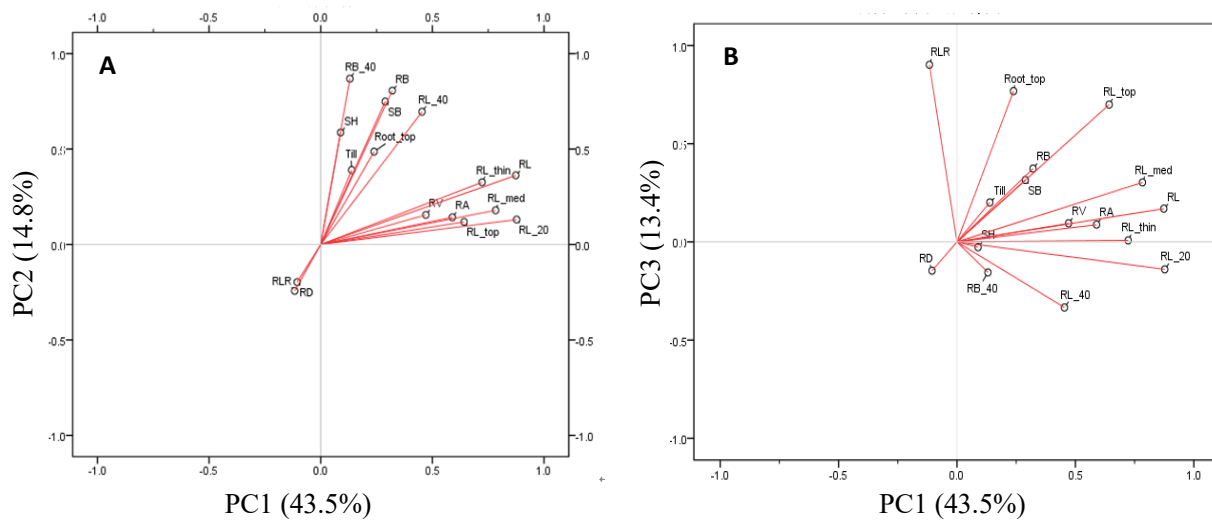 -1.0 -0.5 0.0 0.5 1.0
A
1.0 1.0
RB_40 RB
SB RL_40
SH
Root_top
0.5 0.5
Till
RL_thin RL
RL_med
RV RA
RL_top RL_20
0.0 0.0
RLR
RD
-0.5 -0.5
-1.0 -1.0
-1.0 -0.5 0.0 0.5 1.0
PC2 (14.8%)
PC1 (43.5%)
B
1.0
RLR
Root_top
RL_top
0.5
RB
RL_med
Till SB
RV RA RL
RL_thin
0.0
SH
RL_20
RD
RB_40
RL_40
-0.5
-1.0
-1.0 -0.5 0.0 0.5 1.0
PC3 (13.4%)
PC1 (43.5%)